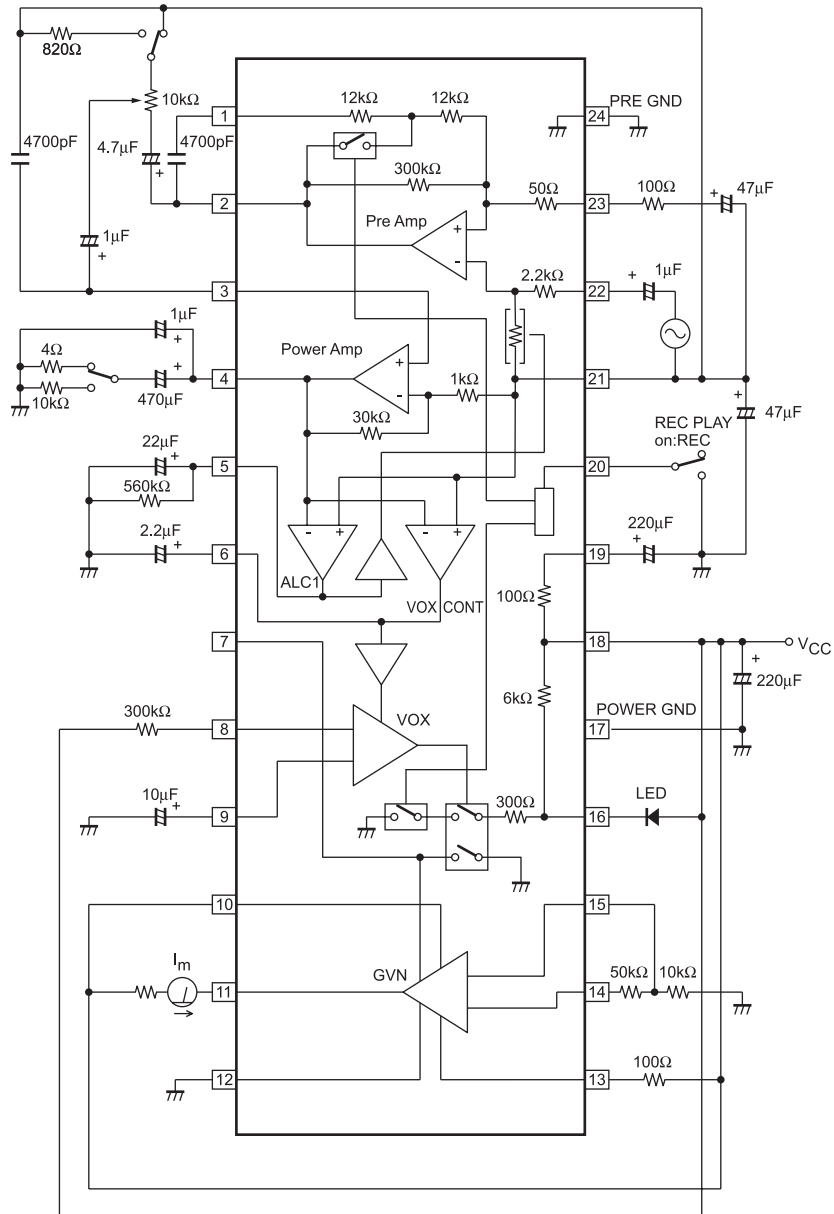 820Ω
10kΩ
4700pF
4.7μF
+
4700pF
1μF
+
1
12kΩ
12kΩ
24
PRE GND
300kΩ
2
50Ω
23
100Ω
+
47μF
Pre Amp
+
-
2.2kΩ
22
+
1μF
3
1μF
+
4Ω
10kΩ
470μF
+
4
Power Amp
+
-
1kΩ
30kΩ
21
+
47μF
REC PLAY
on:REC
22μF
+
560kΩ
5
20
2.2μF
+
6
-
+
-
+
ALC1
VOX CONT
220μF
+
19
100Ω
7
18
VCC
+
220μF
6kΩ
POWER GND
17
300kΩ
8
VOX
10μF
+
9
300Ω
16
LED
10
15
Im
11
GVN
14
50kΩ
10kΩ
12
13
100Ω